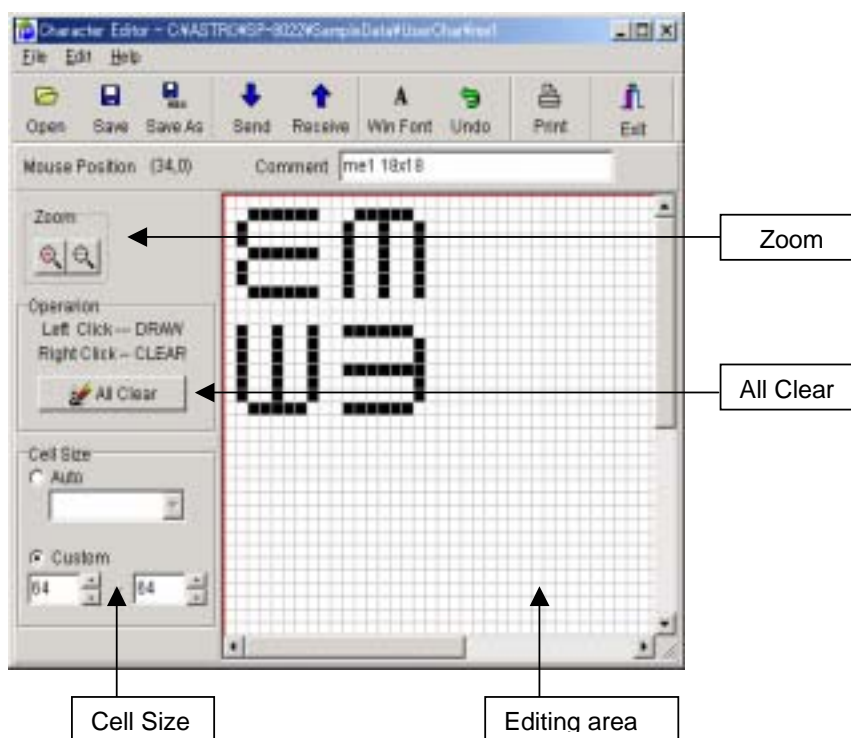 Character Editor - C:¥ASTRO¥SP-8022¥SampleData¥UserChar¥me1
File Edit Help
Open Save Save As Send Receive Win Font Undo Print Exit
Mouse Position (34,0) Comment me1 18x18
Zoom
Zoom
Operation
Left Click --- DRAW
Right Click -- CLEAR
All Clear
All Clear
Cell Size
Auto
Custom
64 64
Cell Size
Editing area